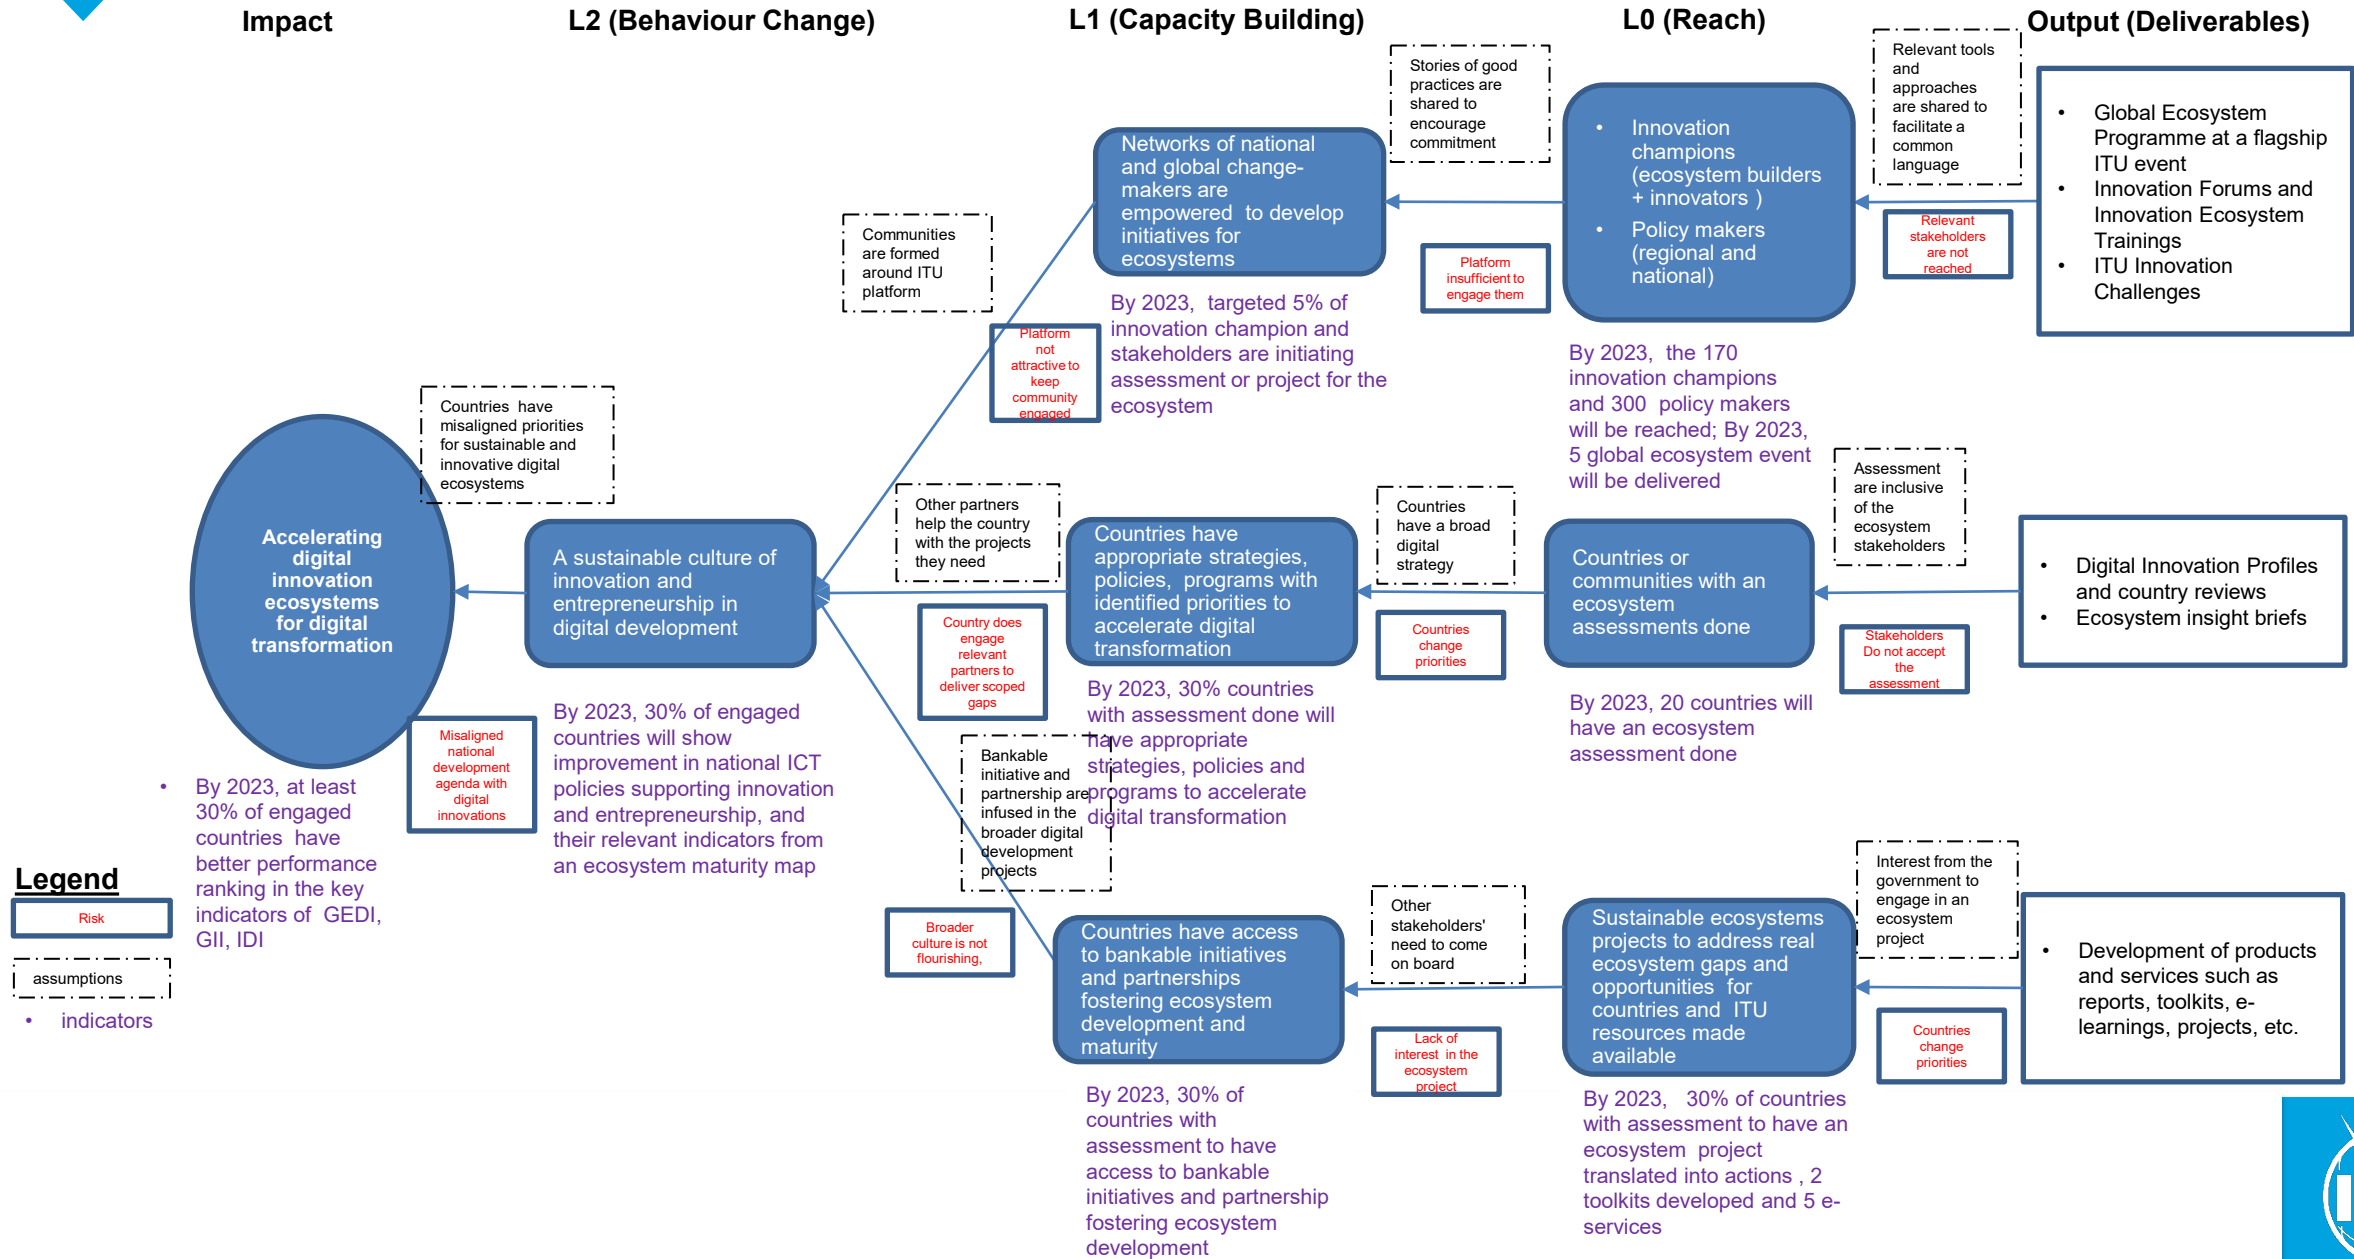 Impact
L2 (Behaviour Change)
L1 (Capacity Building)
L0 (Reach)
Output (Deliverables)
Accelerating
digital
innovation
ecosystems
for digital
transformation
• By 2023, at least
30% of engaged
countries have
better performance
ranking in the key
indicators of GEDI,
GII, IDI
Legend
Risk
assumptions
• indicators
Countries have
misaligned priorities
for sustainable and
innovative digital
ecosystems
Misaligned
national
development
agenda with
digital
innovations
A sustainable culture of
innovation and
entrepreneurship in
digital development
By 2023, 30% of engaged
countries will show
improvement in national ICT
policies supporting innovation
and entrepreneurship, and
their relevant indicators from
an ecosystem maturity map
Communities
are formed
around ITU
platform
Platform
not
attractive to
keep
community
engaged
Other partners
help the country
with the projects
they need
Country does
engage
relevant
partners to
deliver scoped
gaps
Bankable
initiative and
partnership are
infused in the
broader digital
development
projects
Broader
culture is not
flourishing,
Networks of national
and global change-
makers are
empowered to develop
initiatives for
ecosystems
By 2023, targeted 5% of
innovation champion and
stakeholders are initiating
assessment or project for the
ecosystem
Countries have
appropriate strategies,
policies, programs with
identified priorities to
accelerate digital
transformation
By 2023, 30% countries
with assessment done will
have appropriate
strategies, policies and
programs to accelerate
digital transformation
Countries have access
to bankable initiatives
and partnerships
fostering ecosystem
development and
maturity
By 2023, 30% of
countries with
assessment to have
access to bankable
initiatives and partnership
fostering ecosystem
development
Stories of good
practices are
shared to
encourage
commitment
Platform
insufficient to
engage them
Countries
have a broad
digital
strategy
Countries
change
priorities
Other
stakeholders'
need to come
on board
Lack of
interest in the
ecosystem
project
• Innovation
champions
(ecosystem builders
+ innovators )
• Policy makers
(regional and
national)
By 2023, the 170
innovation champions
and 300 policy makers
will be reached; By 2023,
5 global ecosystem event
will be delivered
Countries or
communities with an
ecosystem
assessments done
By 2023, 20 countries will
have an ecosystem
assessment done
Sustainable ecosystems
projects to address real
ecosystem gaps and
opportunities for
countries and ITU
resources made
available
By 2023, 30% of countries
with assessment to have an
ecosystem project
translated into actions , 2
toolkits developed and 5 e-
services
Relevant tools
and
approaches
are shared to
facilitate a
common
language
Relevant
stakeholders
are not
reached
Assessment
are inclusive
of the
ecosystem
stakeholders
Stakeholders
Do not accept
the
assessment
Interest from the
government to
engage in an
ecosystem
project
Countries
change
priorities
• Global Ecosystem
Programme at a flagship
ITU event
• Innovation Forums and
Innovation Ecosystem
Trainings
• ITU Innovation
Challenges
• Digital Innovation Profiles
and country reviews
• Ecosystem insight briefs
• Development of products
and services such as
reports, toolkits, e-
learnings, projects, etc.